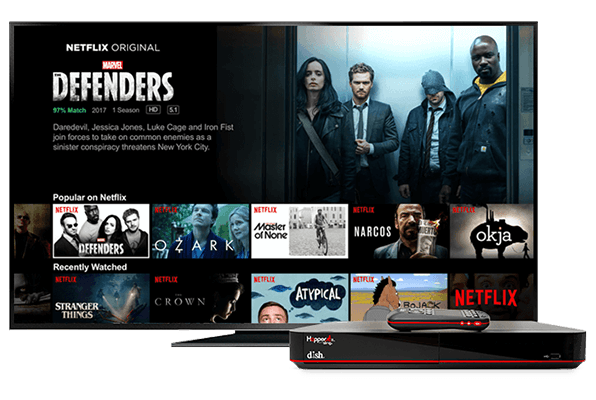 NETFLIX ORIGINAL
MARVEL
THE
DEFENDERS
97% Match 2017 1 Season HD 5.1
Daredevil, Jessica Jones, Luke Cage and Iron Fist
join forces to take on common enemies as a
sinister conspiracy threatens New York City.
Popular on Netflix
NETFLIX
DEFENDERS
NETFLIX
OZARK
NETFLIX
Master
of None
NETFLIX
NARCOS
NETFLIX
okja
Recently Watched
NETFLIX
STRANGER
THINGS
NETFLIX
THE
CROWN
NETFLIX
ATYPICAL
NETFLIX
BoJACK
NETFLIX
Hopper
dish